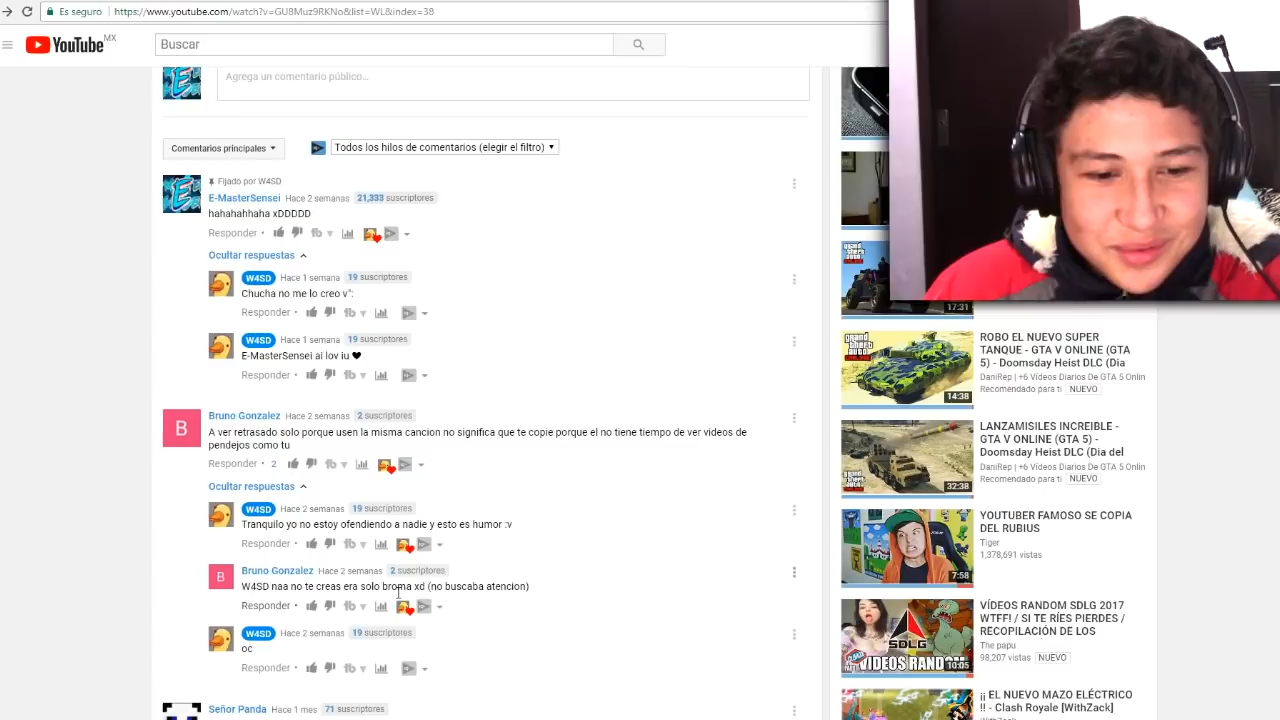 Es seguro | https://www.youtube.com/watch?v=GU8Muz9RKNo&list=WL&index=38
YouTube MX
Buscar
Agrega un comentario público...
Comentarios principales
Todos los hilos de comentarios (elegir el filtro)
Fijado por W4SD
E-MasterSensei Hace 2 semanas 21,333 suscriptores
hahahahhaha xDDDDD
Responder
Ocultar respuestas
W4SD Hace 1 semana 19 suscriptores
Chucha no me lo creo v":
Responder
W4SD Hace 1 semana 19 suscriptores
E-MasterSensei ai lov iu ♥
Responder
Bruno Gonzalez Hace 2 semanas 2 suscriptores
A ver retrasado solo porque usen la misma cancion no significa que te copie porque el no tiene tiempo de ver videos de
pendejos como tu
Responder 2
Ocultar respuestas
W4SD Hace 2 semanas 19 suscriptores
Tranquilo yo no estoy ofendiendo a nadie y esto es humor :v
Responder
Bruno Gonzalez Hace 2 semanas 2 suscriptores
W4SD naa no te creas era solo broma xd (no buscaba atencion)
Responder
W4SD Hace 2 semanas 19 suscriptores
oc
Responder
Señor Panda Hace 1 mes 71 suscriptores
17:31
ROBO EL NUEVO SUPER
TANQUE - GTA V ONLINE (GTA
5) - Doomsday Heist DLC (Dia
DaniRep | +6 Vídeos Diarios De GTA 5 Onlin
Recomendado para ti NUEVO
14:38
LANZAMISILES INCREIBLE -
GTA V ONLINE (GTA 5) -
Doomsday Heist DLC (Dia del
DaniRep | +6 Vídeos Diarios De GTA 5 Onlin
Recomendado para ti NUEVO
32:38
YOUTUBER FAMOSO SE COPIA
DEL RUBIUS
Tiger
1,378,691 vistas
7:58
VÍDEOS RANDOM SDLG 2017
WTFF! / SI TE RÍES PIERDES /
RECOPILACIÓN DE LOS
The papu
98,207 vistas NUEVO
SDLG
VIDEOS RANDOM
10:05
¡¡ EL NUEVO MAZO ELÉCTRICO
!! - Clash Royale [WithZack]